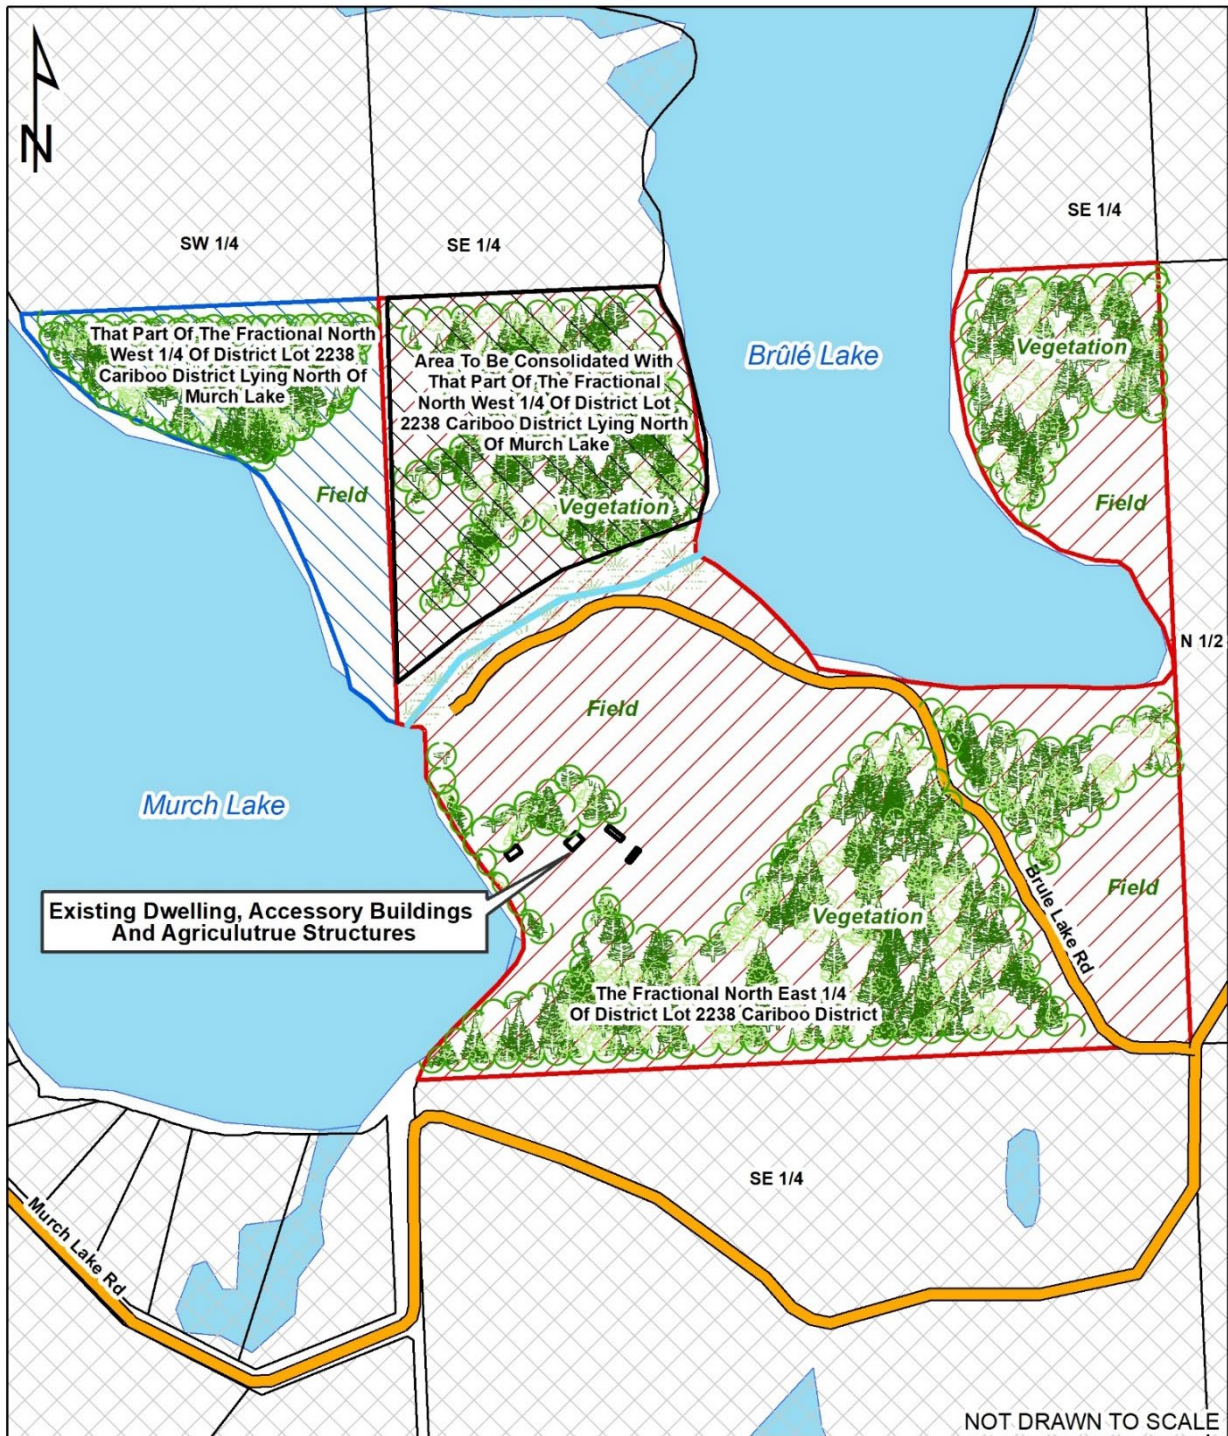 N
SW 1/4
SE 1/4
SE 1/4
That Part Of The Fractional North
West 1/4 Of District Lot 2238
Cariboo District Lying North Of
Murch Lake
Area To Be Consolidated With
That Part Of The Fractional
North West 1/4 Of District Lot
2238 Cariboo District Lying North
Of Murch Lake
Brûlé Lake
Vegetation
Field
Vegetation
Field
N 1/2
Field
Murch Lake
Existing Dwelling, Accessory Buildings
And Agriculutrue Structures
Vegetation
Brule Lake Rd
Field
The Fractional North East 1/4
Of District Lot 2238 Cariboo District
SE 1/4
Murch Lake Rd
NOT DRAWN TO SCALE